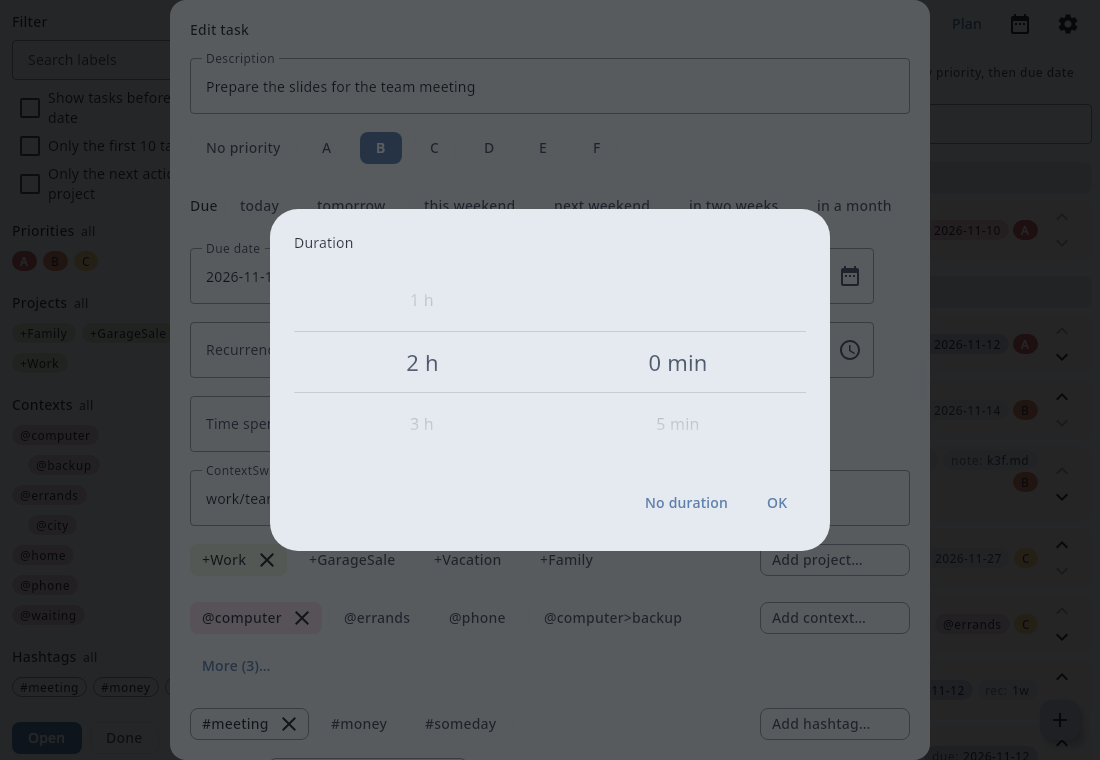 Filter
Search labels
Show tasks before
date
Only the first 10 ta
Only the next actio
project
Priorities all
A B C
Projects all
+Family +GarageSale
+Work
Contexts all
@computer
@backup
@errands
@city
@home
@phone
@waiting
Hashtags all
#meeting #money
Open Done
Edit task
Description
Prepare the slides for the team meeting
No priority A B C D E F
Due today tomorrow this weekend next weekend in two weeks in a month
Due date
2026-11-1
Recurrenc
Time spe
ContextSw
work/tear
+Work +GarageSale +Vacation +Family Add project...
@computer @errands @phone @computer>backup Add context...
More (3)...
#meeting #money #someday Add hashtag...
Duration
1 h
2 h 0 min
3 h 5 min
No duration OK
Plan
priority, then due date
2026-11-10 A
2026-11-12 A
2026-11-14 B
note: k3f.md
B
2026-11-27 C
@errands C
11-12 rec: 1w
+
due: 2026-11-12